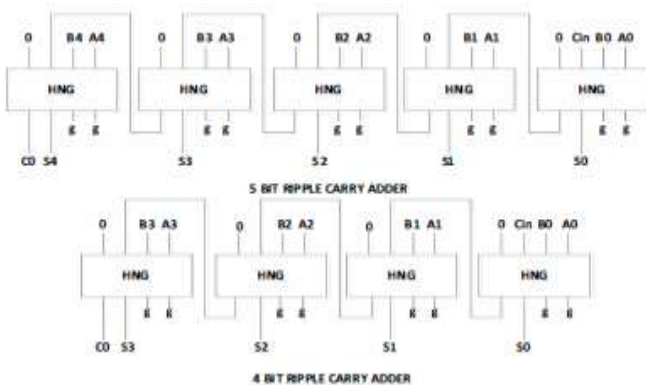 0 B4 A4 0 B3 A3 0 B2 A2 0 B1 A1 0 Cin B0 A0
HNG HNG HNG HNG HNG
g g g g g g g g g g
C0 S4 S3 S2 S1 S0
5 BIT RIPPLE CARRY ADDER
0 B3 A3 0 B2 A2 0 B1 A1 0 Cin B0 A0
HNG HNG HNG HNG
g g g g g g g g
C0 S3 S2 S1 S0
4 BIT RIPPLE CARRY ADDER